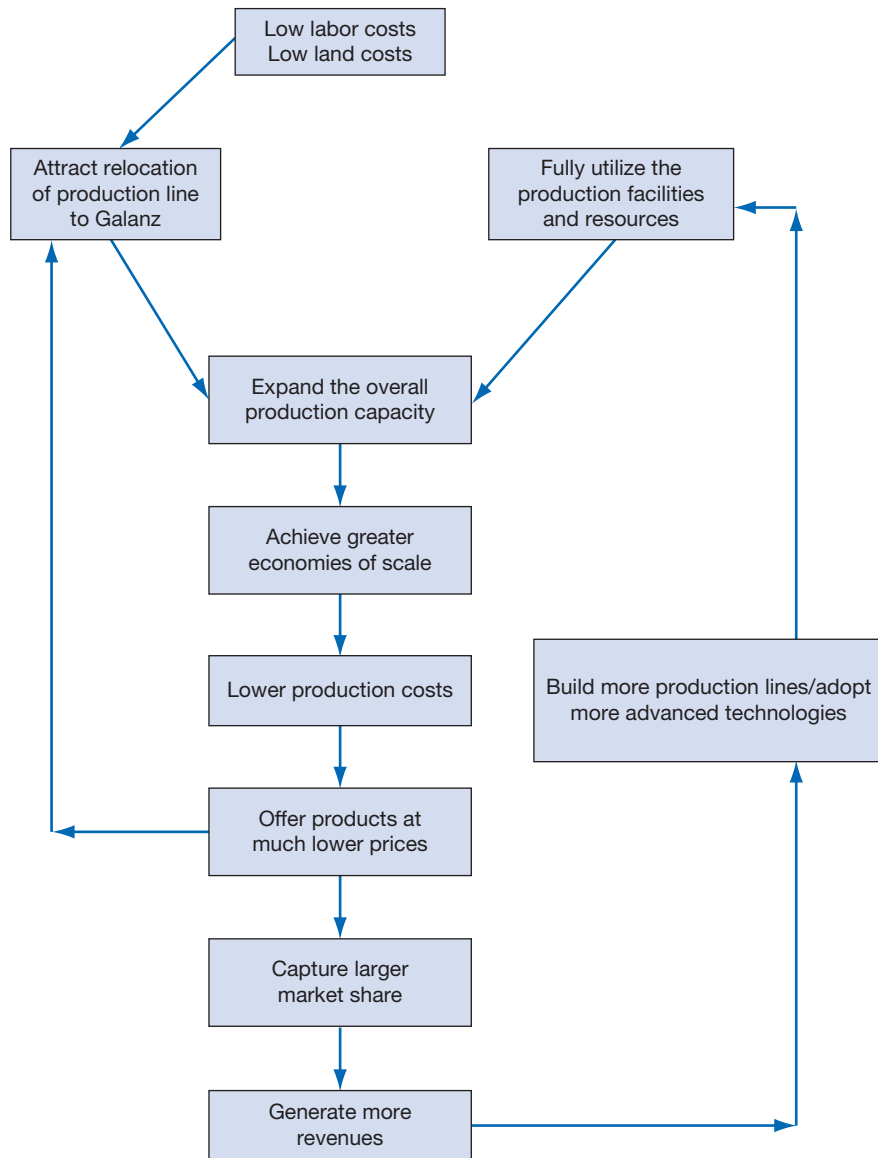 Low labor costs
Low land costs
Attract relocation
of production line
to Galanz
Fully utilize the
production facilities
and resources
Expand the overall
production capacity
Achieve greater
economies of scale
Lower production costs
Build more production lines/adopt
more advanced technologies
Offer products at
much lower prices
Capture larger
market share
Generate more
revenues